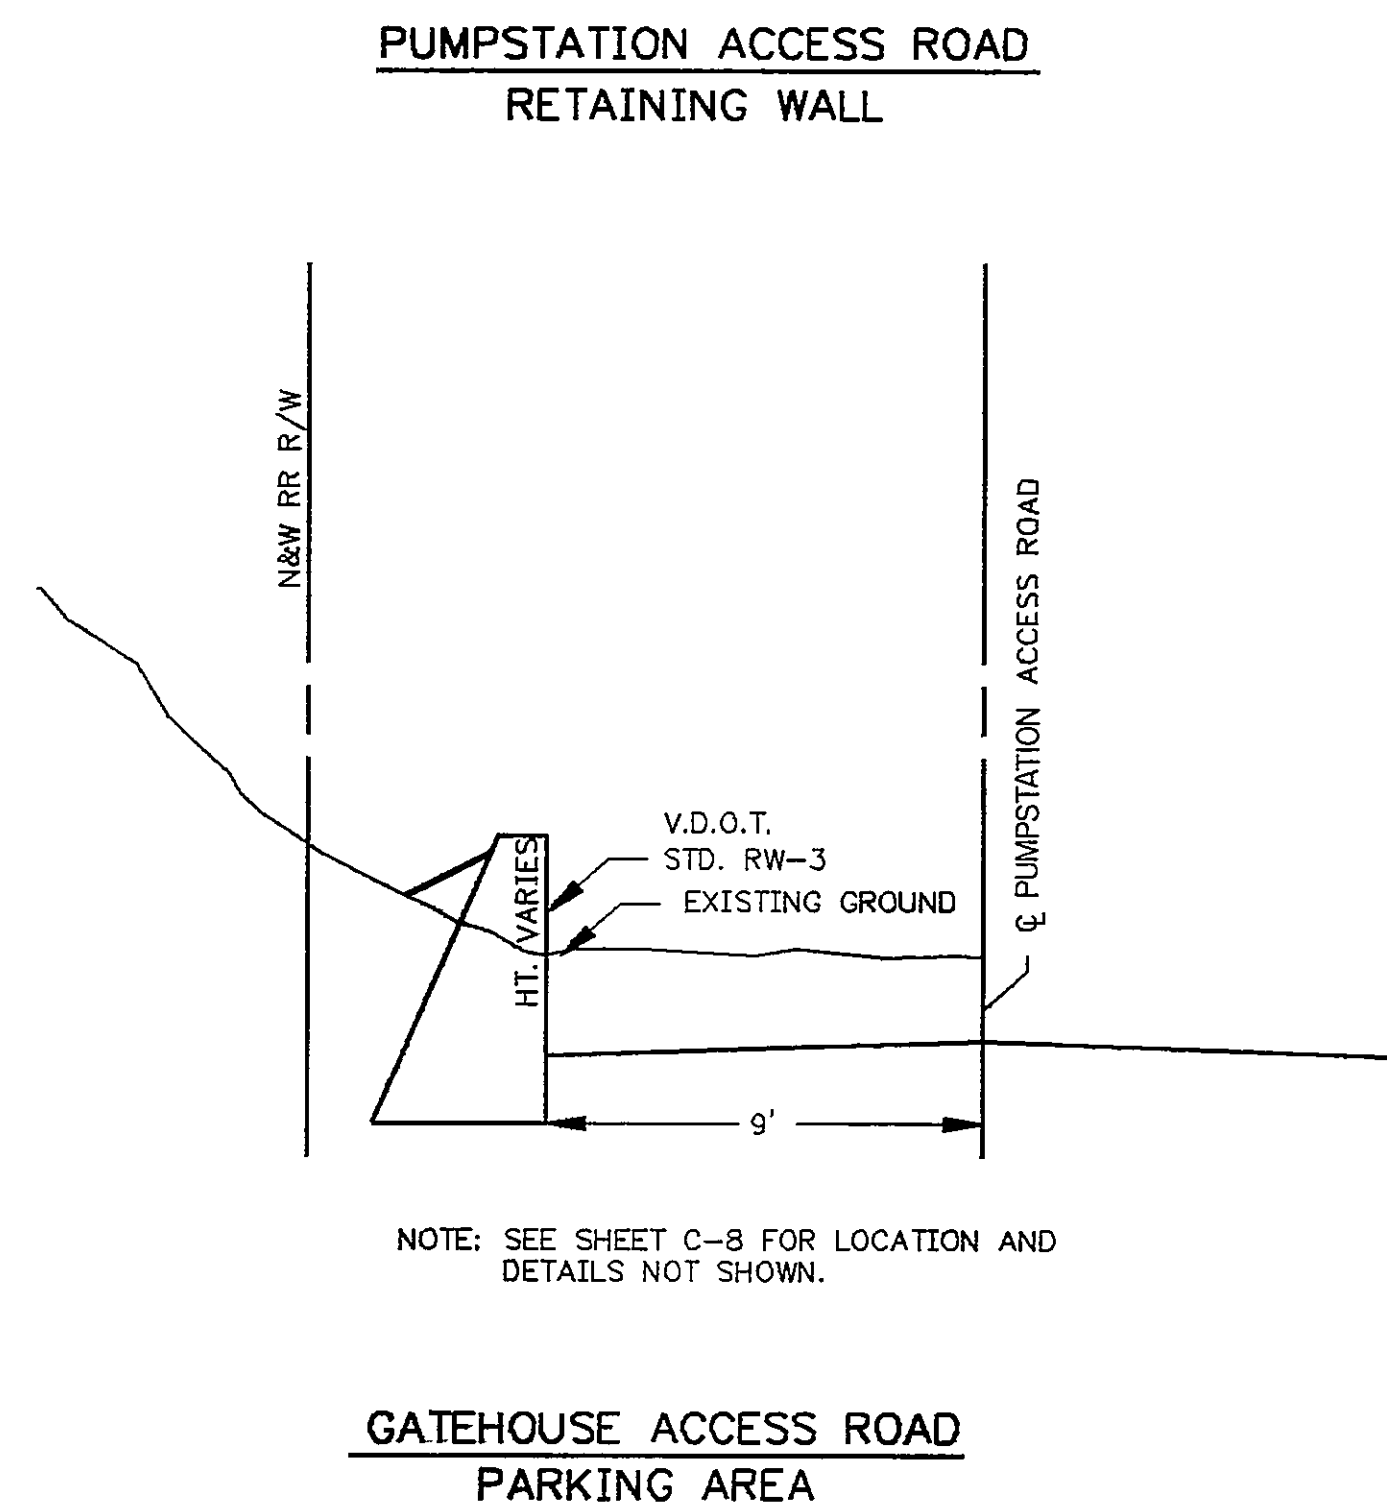 PUMPSTATION ACCESS ROAD
RETAINING WALL
N&W RR R/W
℄ PUMPSTATION ACCESS ROAD
V.D.O.T.
STD. RW-3
EXISTING GROUND
HT. VARIES
9'
NOTE: SEE SHEET C-8 FOR LOCATION AND
DETAILS NOT SHOWN.
GATEHOUSE ACCESS ROAD
PARKING AREA